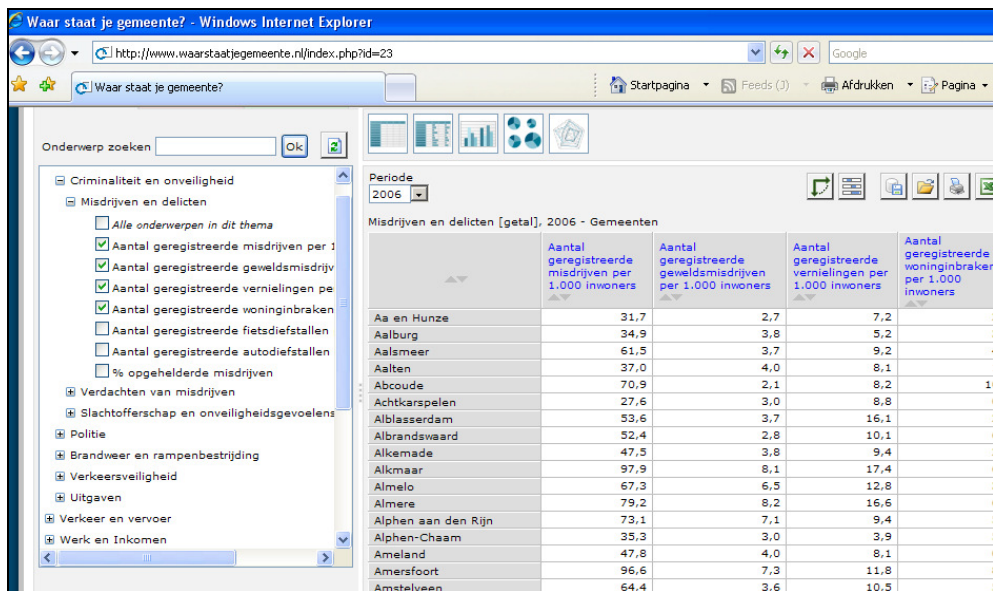 Waar staat je gemeente? - Windows Internet Explorer
http://www.waarstaatjegemeente.nl/index.php?id=23
Google
Waar staat je gemeente?
Startpagina
Feeds (J)
Afdrukken
Pagina
Onderwerp zoeken
Ok
Criminaliteit en onveiligheid
Misdrijven en delicten
Alle onderwerpen in dit thema
Aantal geregistreerde misdrijven per 1
Aantal geregistreerde geweldsmisdrijv
Aantal geregistreerde vernielingen pe
Aantal geregistreerde woninginbraken
Aantal geregistreerde fietsdiefstallen
Aantal geregistreerde autodiefstallen
% opgehelderde misdrijven
Verdachten van misdrijven
Slachtofferschap en onveiligheidsgevoelens
Politie
Brandweer en rampenbestrijding
Verkeersveiligheid
Uitgaven
Verkeer en vervoer
Werk en Inkomen
Periode
2006
Misdrijven en delicten [getal], 2006 - Gemeenten
Aantal geregistreerde misdrijven per 1.000 inwoners
Aantal geregistreerde geweldsmisdrijven per 1.000 inwoners
Aantal geregistreerde vernielingen per 1.000 inwoners
Aantal geregistreerde woninginbraken per 1.000 inwoners
Aa en Hunze 31,7 2,7 7,2
Aalburg 34,9 3,8 5,2
Aalsmeer 61,5 3,7 9,2
Aalten 37,0 4,0 8,1
Abcoude 70,9 2,1 8,2
Achtkarspelen 27,6 3,0 8,8
Alblasserdam 53,6 3,7 16,1
Albrandswaard 52,4 2,8 10,1
Alkemade 47,5 3,8 9,4
Alkmaar 97,9 8,1 17,4
Almelo 67,3 6,5 12,8
Almere 79,2 8,2 16,6
Alphen aan den Rijn 73,1 7,1 9,4
Alphen-Chaam 35,3 3,0 3,9
Ameland 47,8 4,0 8,1
Amersfoort 96,6 7,3 11,8
Amstelveen 64,4 3,6 10,5